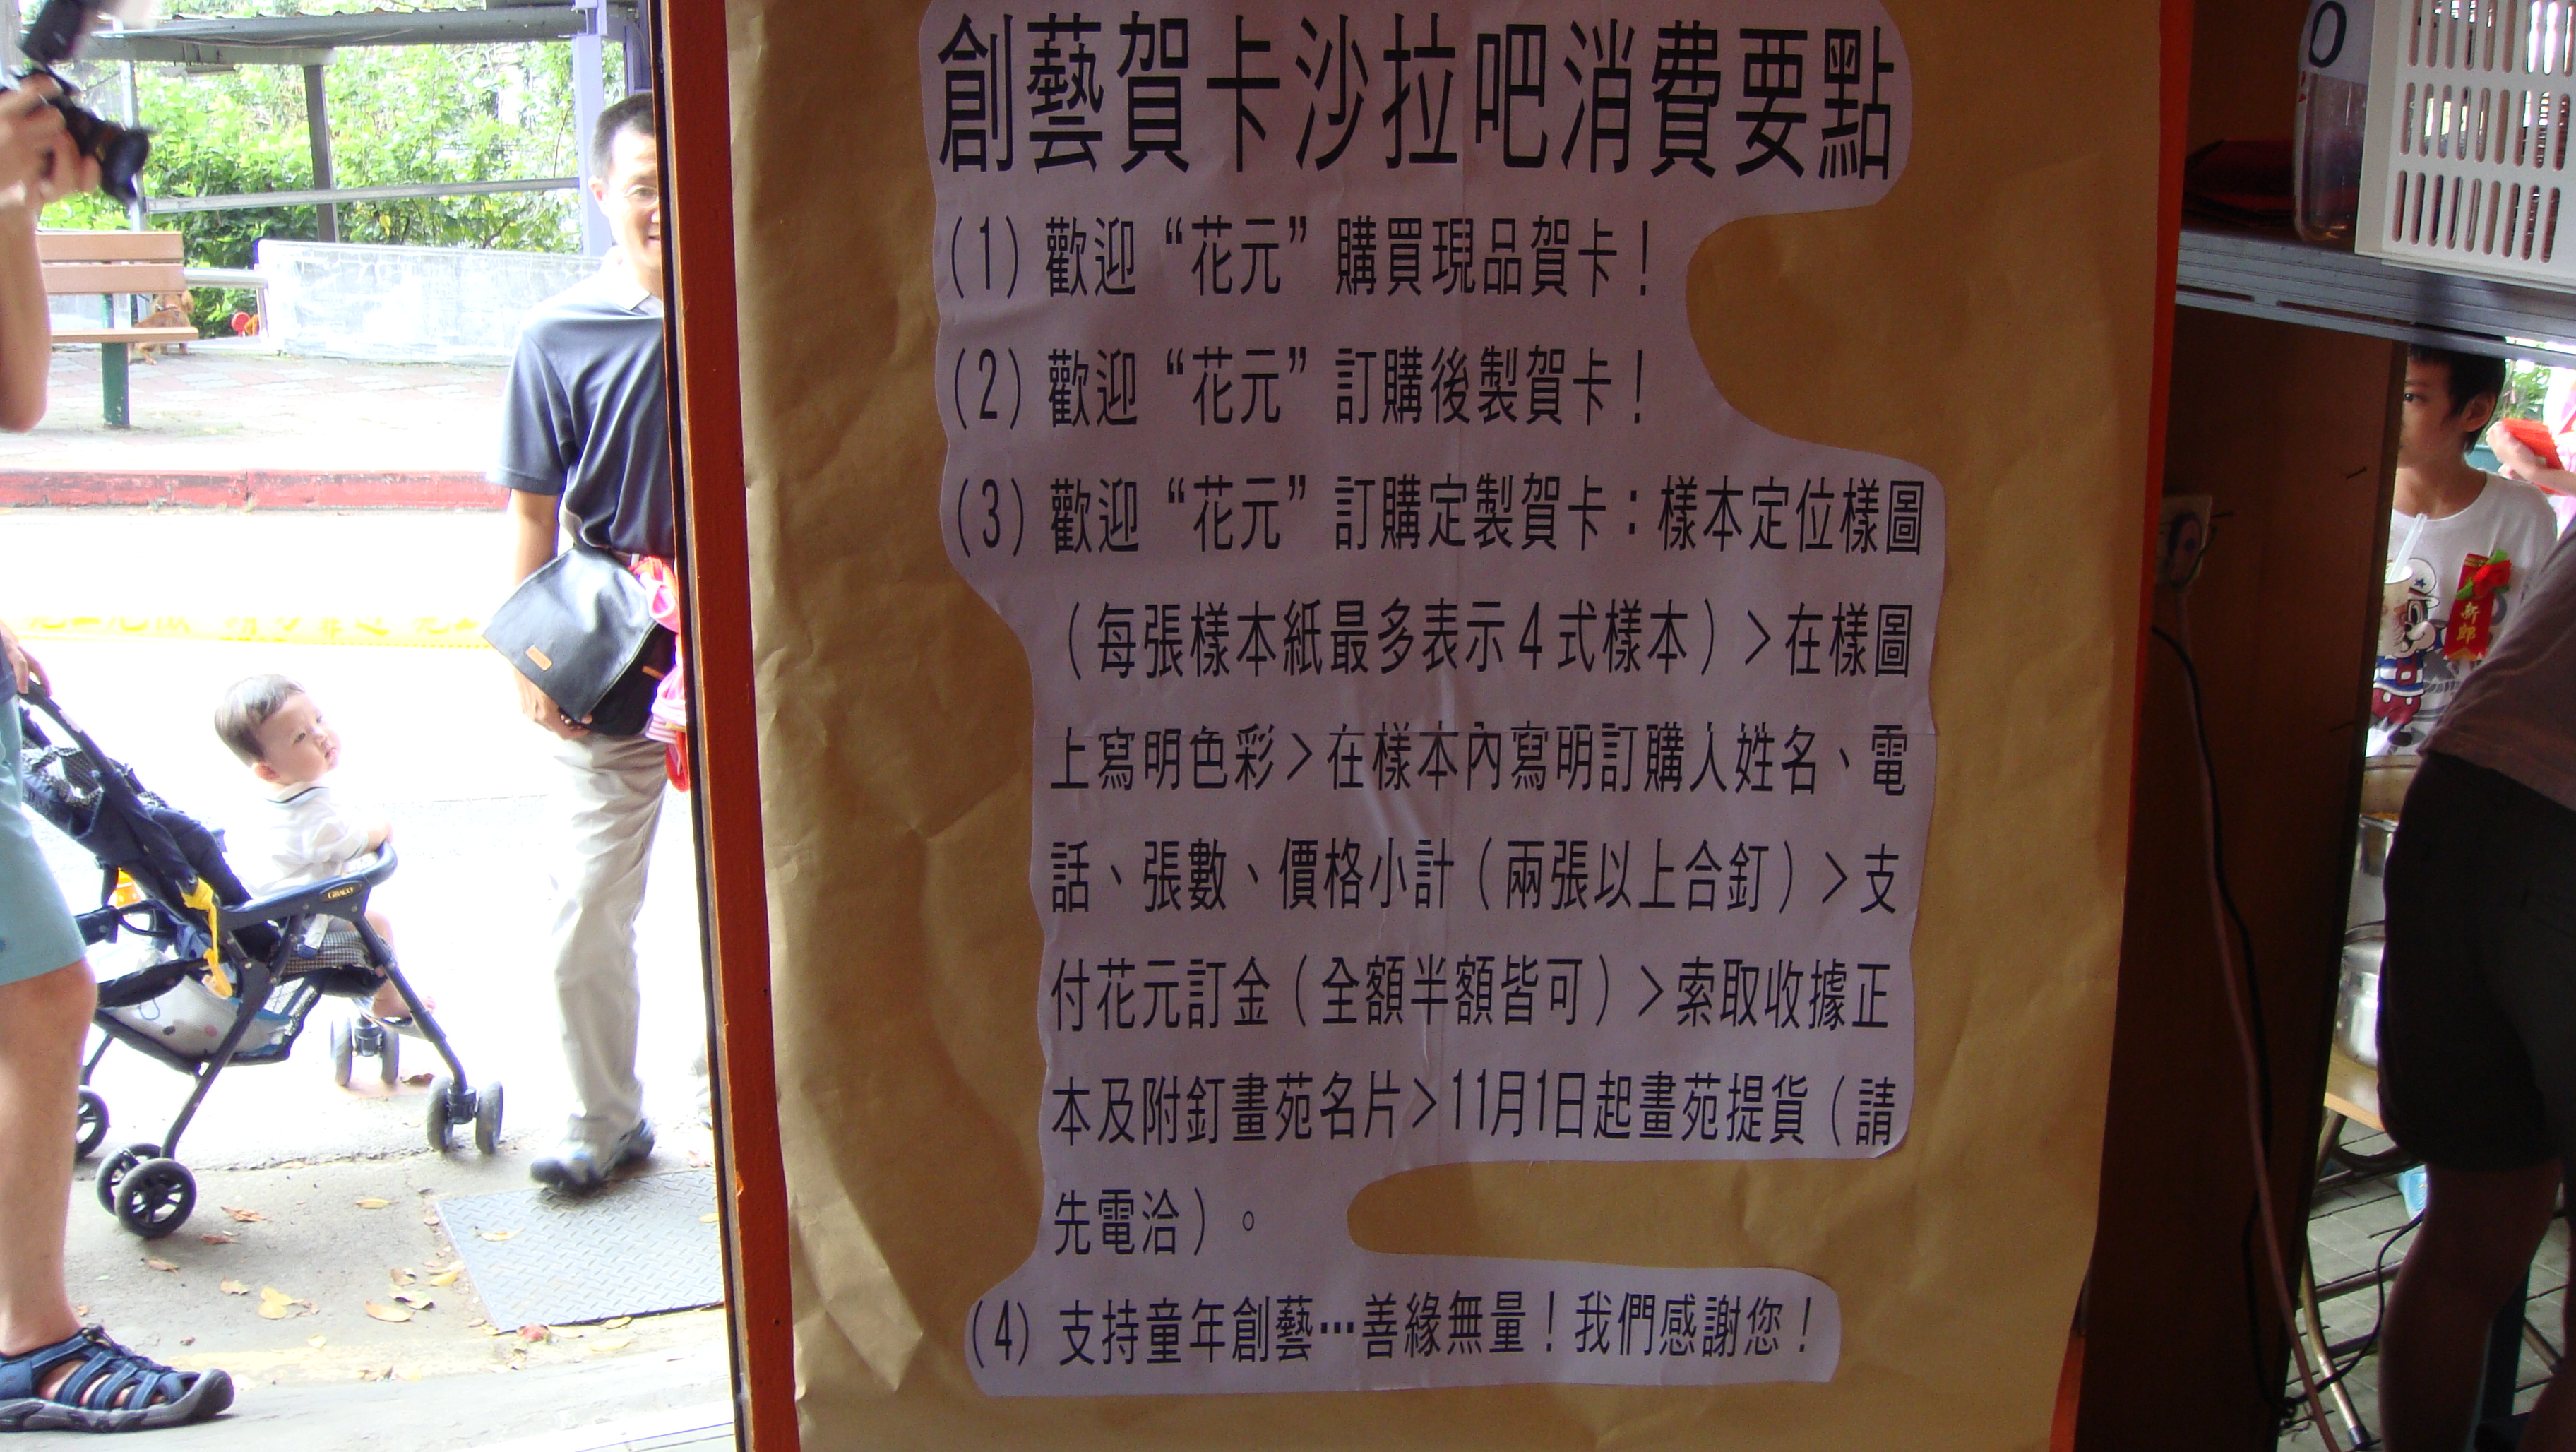 創藝賀卡沙拉吧消費要點
(1) 歡迎“花元”購買現品賀卡！
(2) 歡迎“花元”訂購後製賀卡！
(3) 歡迎“花元”訂購定製賀卡：樣本定位樣圖
（每張樣本紙最多表示4式樣本）>在樣圖
上寫明色彩>在樣本內寫明訂購人姓名、電
話、張數、價格小計（兩張以上合釘）>支
付花元訂金（全額半額皆可）>索取收據正
本及附釘畫苑名片>11月1日起畫苑提貨（請
先電洽）。
(4) 支持童年創藝…善緣無量！我們感謝您！
新郎
GRACO